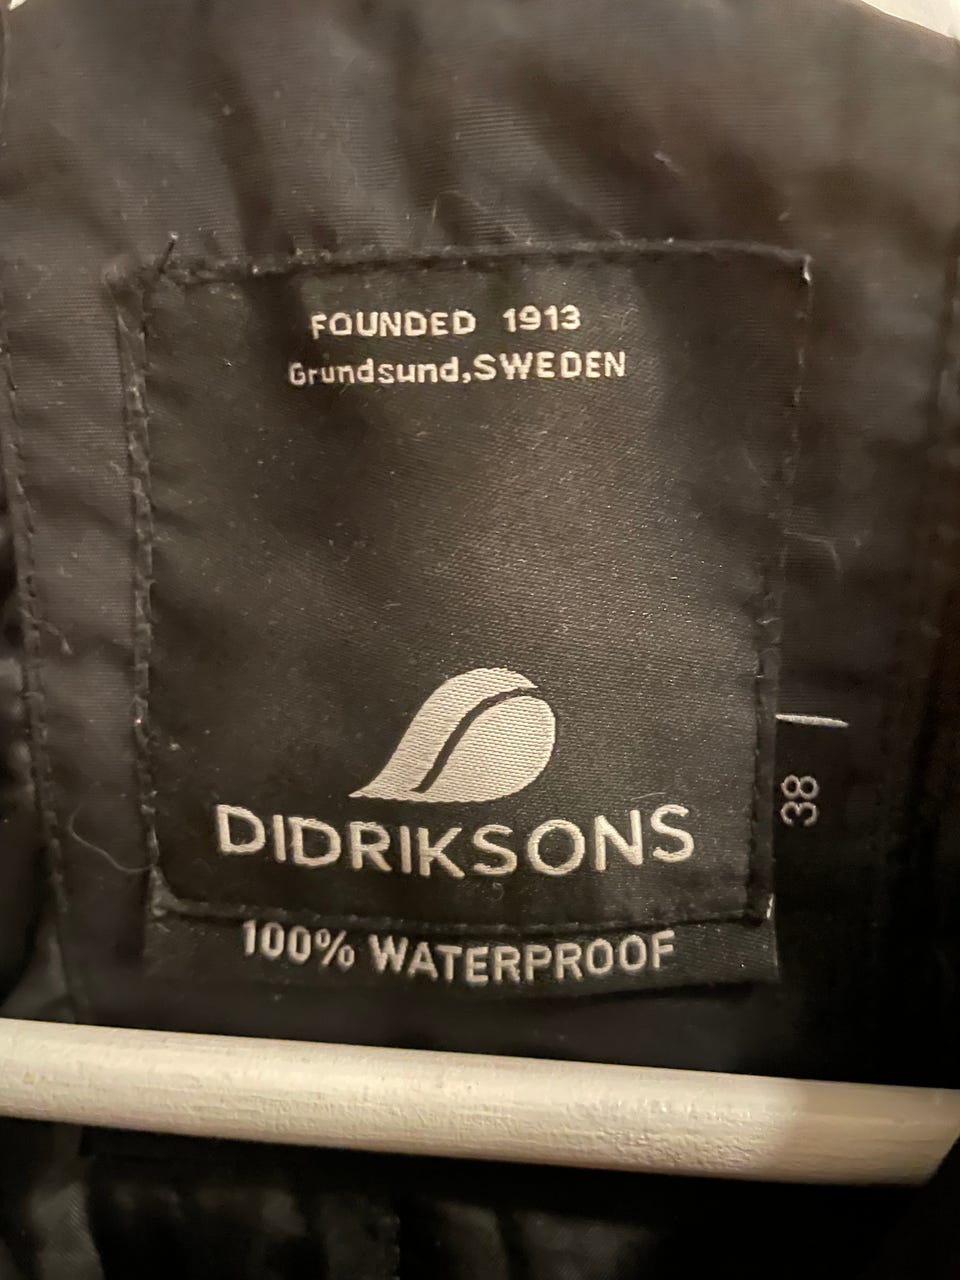 FOUNDED 1913
Grundsund,SWEDEN
DIDRIKSONS
100% WATERPROOF
38